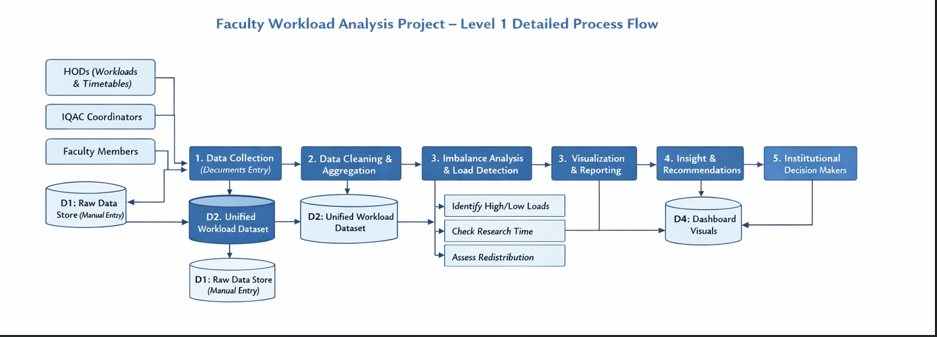 Faculty Workload Analysis Project – Level 1 Detailed Process Flow
HODs (Workloads
& Timetables)
IQAC Coordinators
Faculty Members
D1: Raw Data
Store (Manual Entry)
1. Data Collection
(Documents Entry)
D2. Unified
Workload Dataset
D1: Raw Data Store
(Manual Entry)
2. Data Cleaning &
Aggregation
D2: Unified Workload
Dataset
3. Imbalance Analysis
& Load Detection
Identify High/Low Loads
Check Research Time
Assess Redistribution
3. Visualization
& Reporting
4. Insight &
Recommendations
D4: Dashboard
Visuals
5. Institutional
Decision Makers